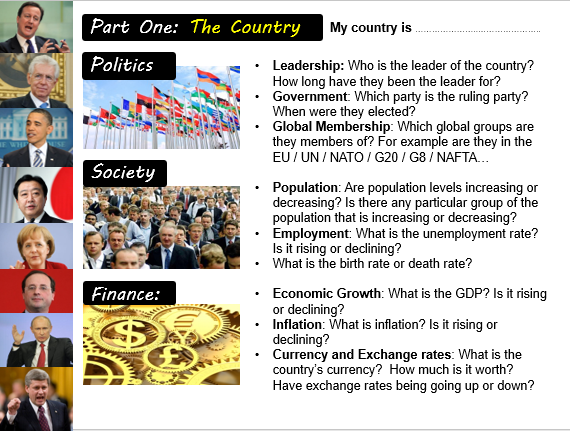 Part One: The Country
My country is ................................................
Politics
• Leadership: Who is the leader of the country?
How long have they been the leader for?
• Government: Which party is the ruling party?
When were they elected?
• Global Membership: Which global groups are
they members of? For example are they in the
EU / UN / NATO / G20 / G8 / NAFTA...
Society
• Population: Are population levels increasing or
decreasing? Is there any particular group of the
population that is increasing or decreasing?
• Employment: What is the unemployment rate?
Is it rising or declining?
• What is the birth rate or death rate?
Finance:
• Economic Growth: What is the GDP? Is it rising
or declining?
• Inflation: What is inflation? Is it rising or
declining?
• Currency and Exchange rates: What is the
country's currency?  How much is it worth?
Have exchange rates being going up or down?